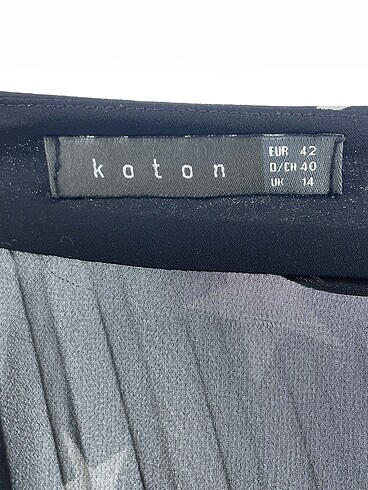 koton
EUR 42
D/CH 40
UK 14